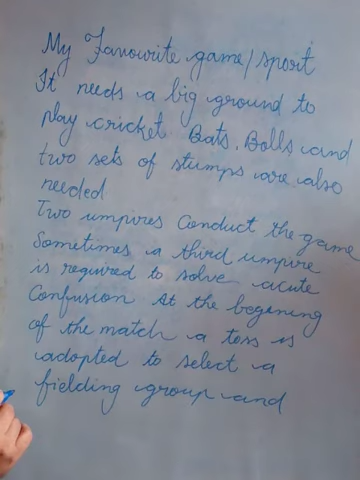 My Favourite game/sport
It needs a big ground to
play cricket. Bats, Balls and
two sets of stumps are also
needed
Two umpires Conduct the game
Sometimes a third umpire
is required to solve acute
Confusion At the begening
of the match a toss is
adopted to select a
fielding group and